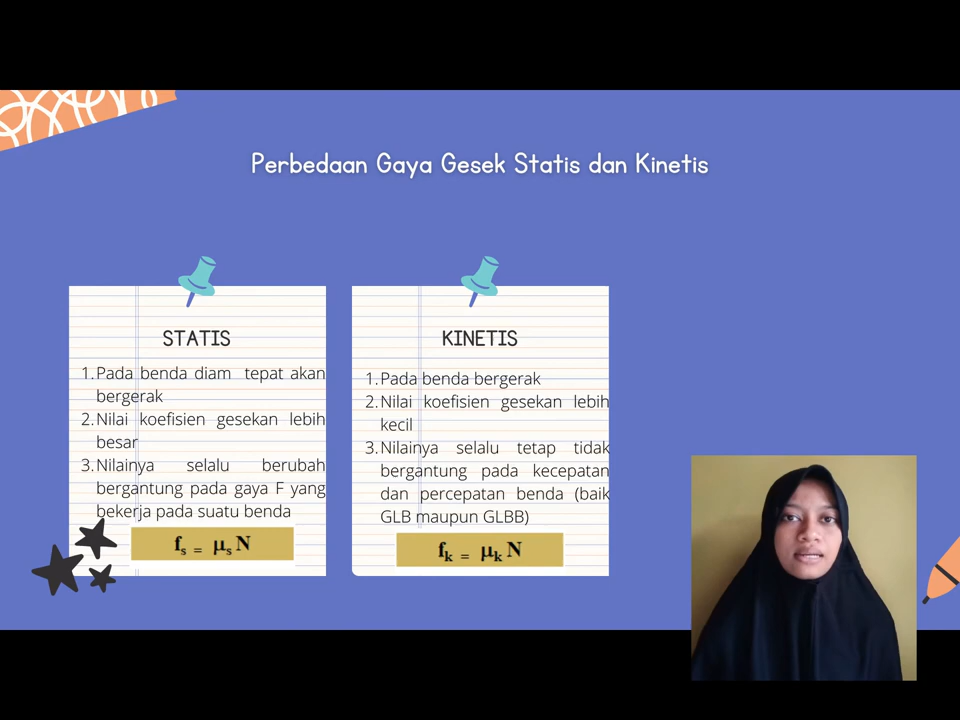 Perbedaan Gaya Gesek Statis dan Kinetis
STATIS
1. Pada benda diam tepat akan
bergerak
2. Nilai koefisien gesekan lebih
besar
3. Nilainya selalu berubah
bergantung pada gaya F yang
bekerja pada suatu benda
fs = μs N
KINETIS
1. Pada benda bergerak
2. Nilai koefisien gesekan lebih
kecil
3. Nilainya selalu tetap tidak
bergantung pada kecepatan
dan percepatan benda (baik
GLB maupun GLBB)
fk = μk N